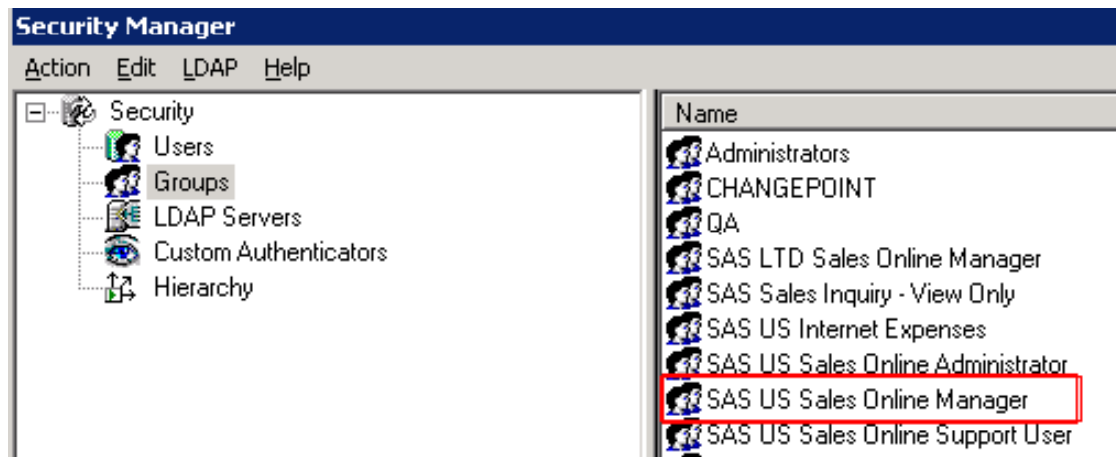 Security Manager
Action Edit LDAP Help
Security
Users
Groups
LDAP Servers
Custom Authenticators
Hierarchy
Name
Administrators
CHANGEPOINT
QA
SAS LTD Sales Online Manager
SAS Sales Inquiry - View Only
SAS US Internet Expenses
SAS US Sales Online Administrator
SAS US Sales Online Manager
SAS US Sales Online Support User